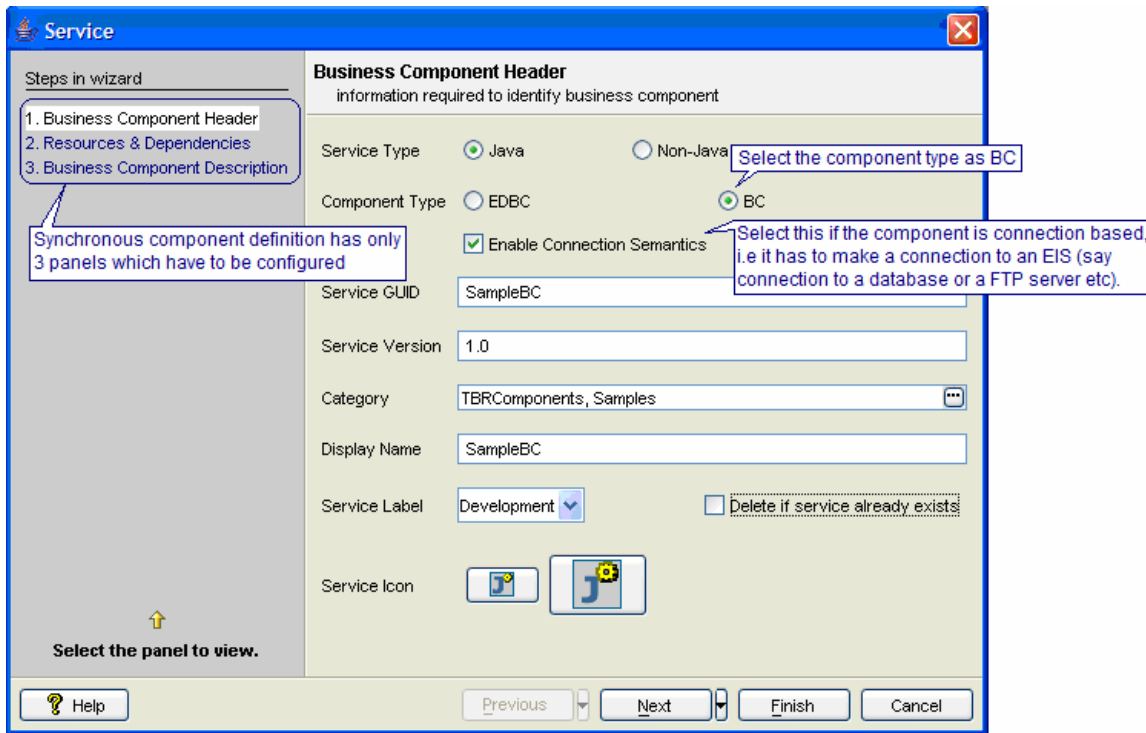 Service
Steps in wizard
1. Business Component Header
2. Resources & Dependencies
3. Business Component Description
Synchronous component definition has only
3 panels which have to be configured
Select the panel to view.
Business Component Header
information required to identify business component
Service Type Java Non-Java
Select the component type as BC
Component Type EDBC BC
Enable Connection Semantics
Select this if the component is connection based,
i.e it has to make a connection to an EIS (say
connection to a database or a FTP server etc).
Service GUID SampleBC
Service Version 1.0
Category TBRComponents, Samples
Display Name SampleBC
Service Label Development Delete if service already exists
Service Icon
Help Previous Next Finish Cancel